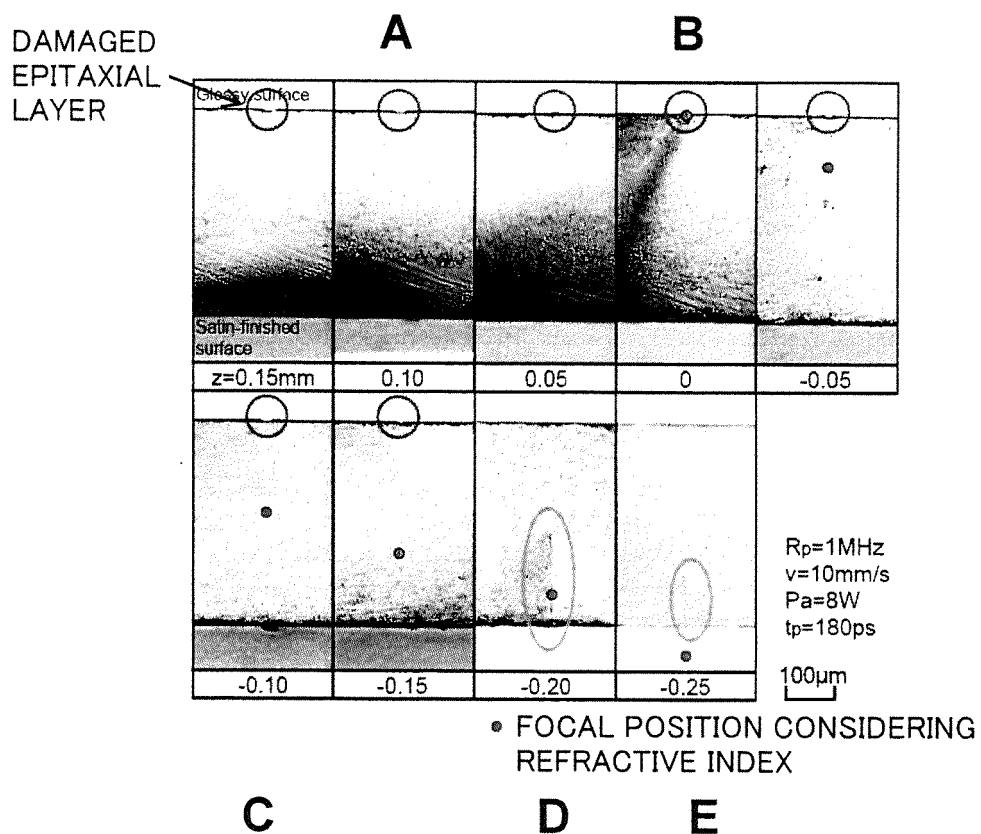 A
B
DAMAGED
EPITAXIAL
LAYER
Glossy surface
Satin-finished
surface
z=0.15mm
0.10
0.05
0
-0.05
Rp=1MHz
v=10mm/s
Pa=8W
tp=180ps
100μm
-0.10
-0.15
-0.20
-0.25
• FOCAL POSITION CONSIDERING
REFRACTIVE INDEX
C
D
E